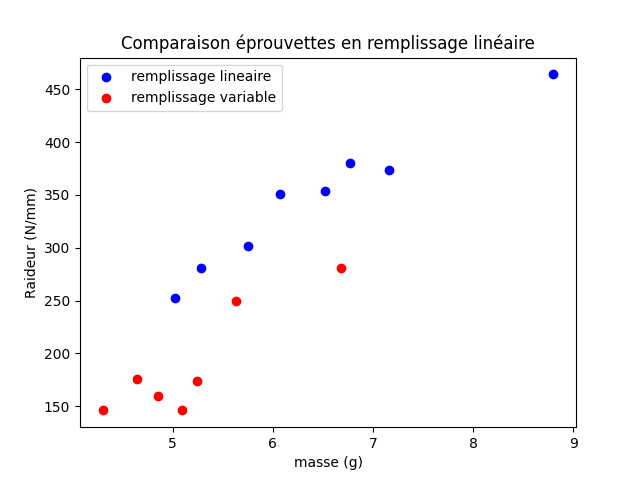 Comparaison éprouvettes en remplissage linéaire
remplissage lineaire
remplissage variable
450
400
350
300
250
200
150
Raideur (N/mm)
5 6 7 8 9
masse (g)